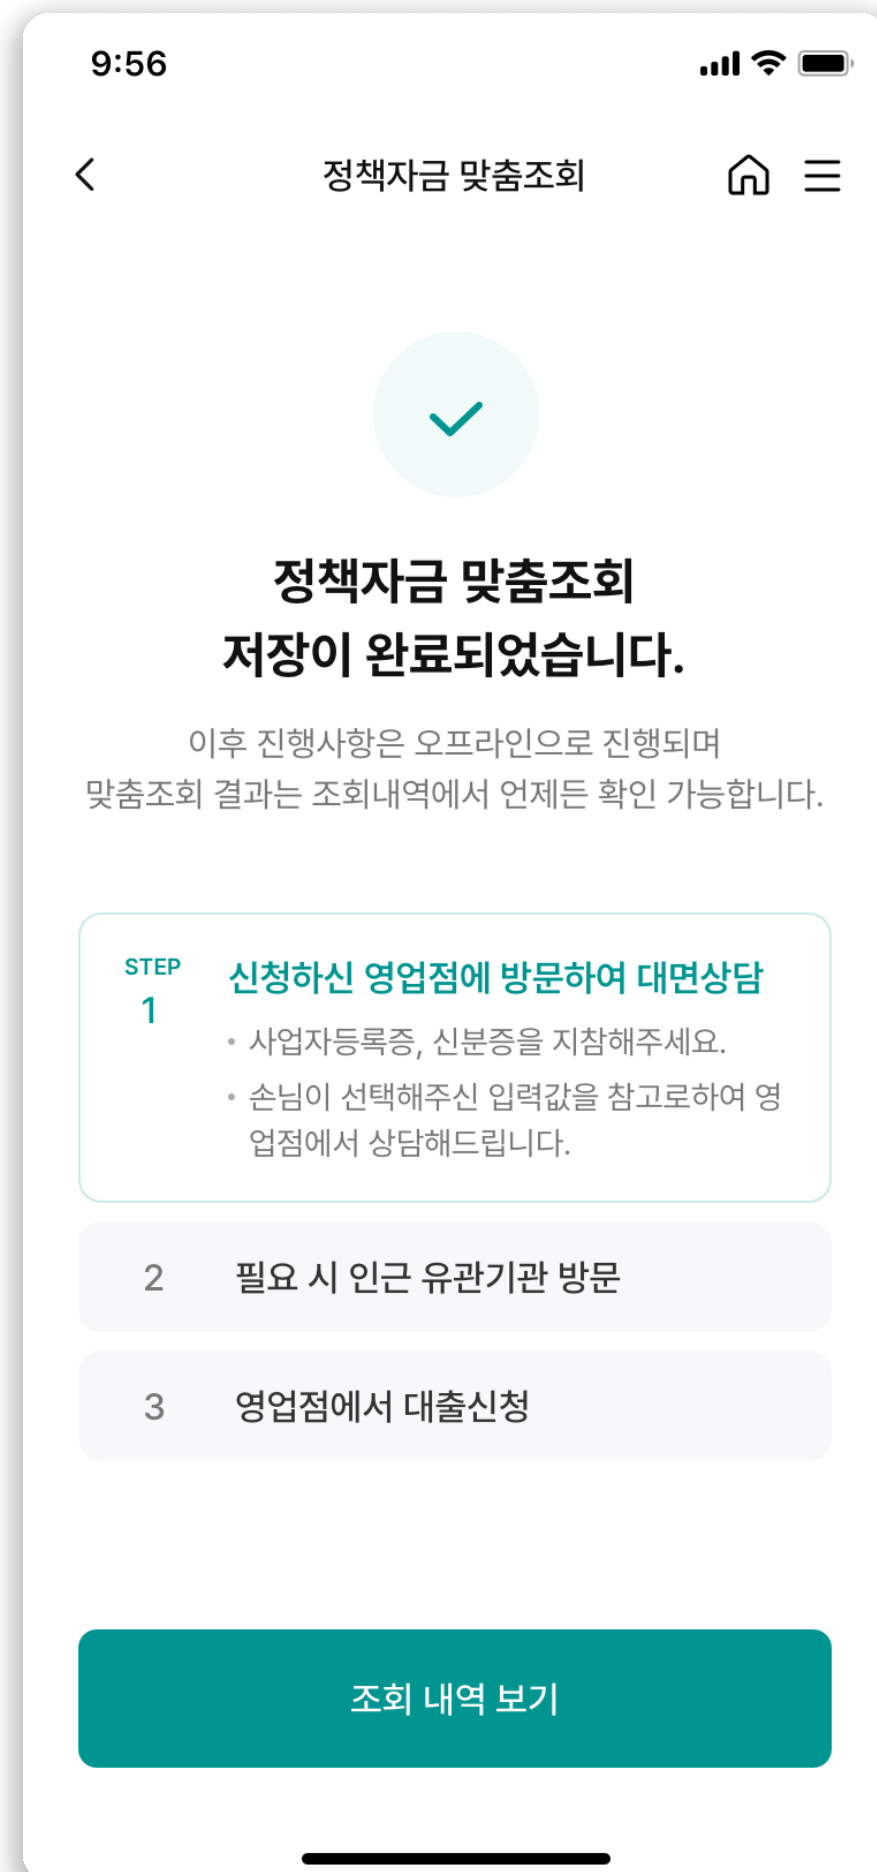 9:56
정책자금 맞춤조회
정책자금 맞춤조회
저장이 완료되었습니다.
이후 진행사항은 오프라인으로 진행되며
맞춤조회 결과는 조회내역에서 언제든 확인 가능합니다.
STEP
1
신청하신 영업점에 방문하여 대면상담
• 사업자등록증, 신분증을 지참해주세요.
• 손님이 선택해주신 입력값을 참고로하여 영
업점에서 상담해드립니다.
2 필요 시 인근 유관기관 방문
3 영업점에서 대출신청
조회 내역 보기